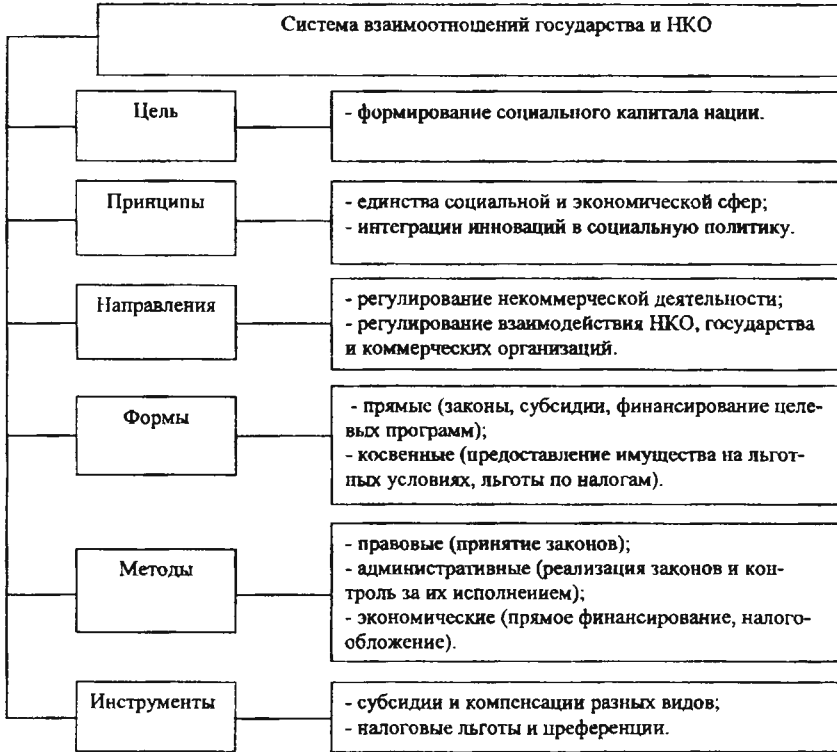 Система взаимоотношений государства и НКО
Цель
- формирование социального капитала нации.
Принципы
- единства социальной и экономической сфер;
- интеграции инноваций в социальную политику.
Направления
- регулирование некоммерческой деятельности;
- регулирование взаимодействия НКО, государства
и коммерческих организаций.
Формы
- прямые (законы, субсидии, финансирование целе-
вых программ);
- косвенные (предоставление имущества на льгот-
ных условиях, льготы по налогам).
Методы
- правовые (принятие законов);
- административные (реализация законов и кон-
троль за их исполнением);
- экономические (прямое финансирование, налого-
обложение).
Инструменты
- субсидии и компенсации разных видов;
- налоговые льготы и преференции.